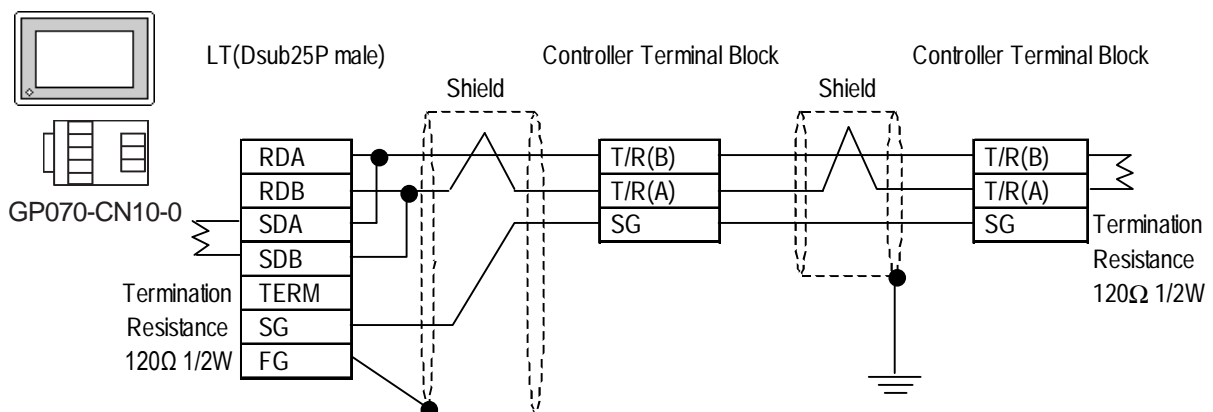 LT(Dsub25P male)
Controller Terminal Block
Controller Terminal Block
Shield
Shield
GP070-CN10-0
RDA
RDB
SDA
SDB
TERM
SG
FG
Termination
Resistance
120Ω 1/2W
T/R(B)
T/R(A)
SG
T/R(B)
T/R(A)
SG
Termination
Resistance
120Ω 1/2W